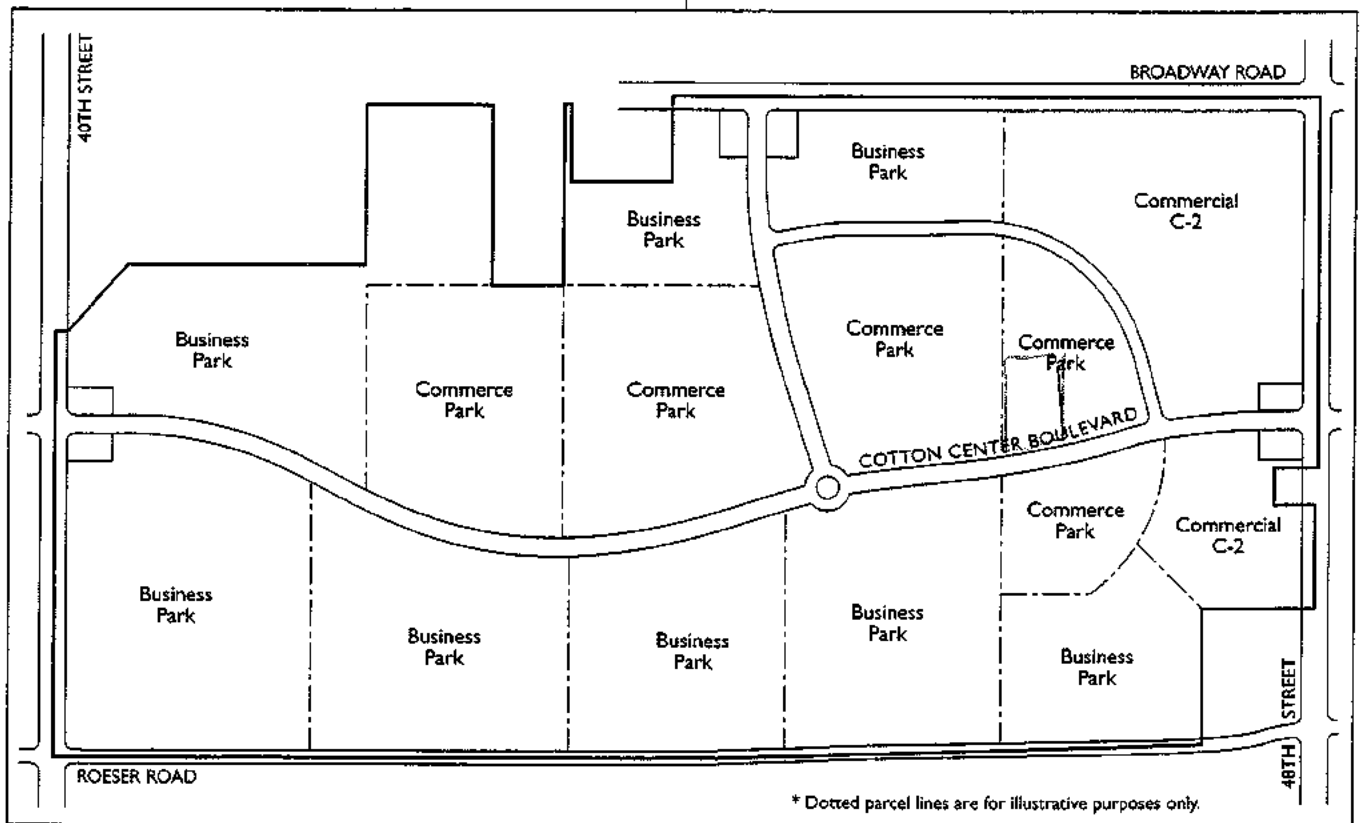 40TH STREET
BROADWAY ROAD
Business
Park
Commercial
C-2
Business
Park
Business
Park
Commerce
Park
Commerce
Park
Commerce
Park
Commerce
Park
COTTON CENTER BOULEVARD
Commerce
Park
Commercial
C-2
Business
Park
Business
Park
Business
Park
Business
Park
Business
Park
48TH STREET
ROESER ROAD
* Dotted parcel lines are for illustrative purposes only.